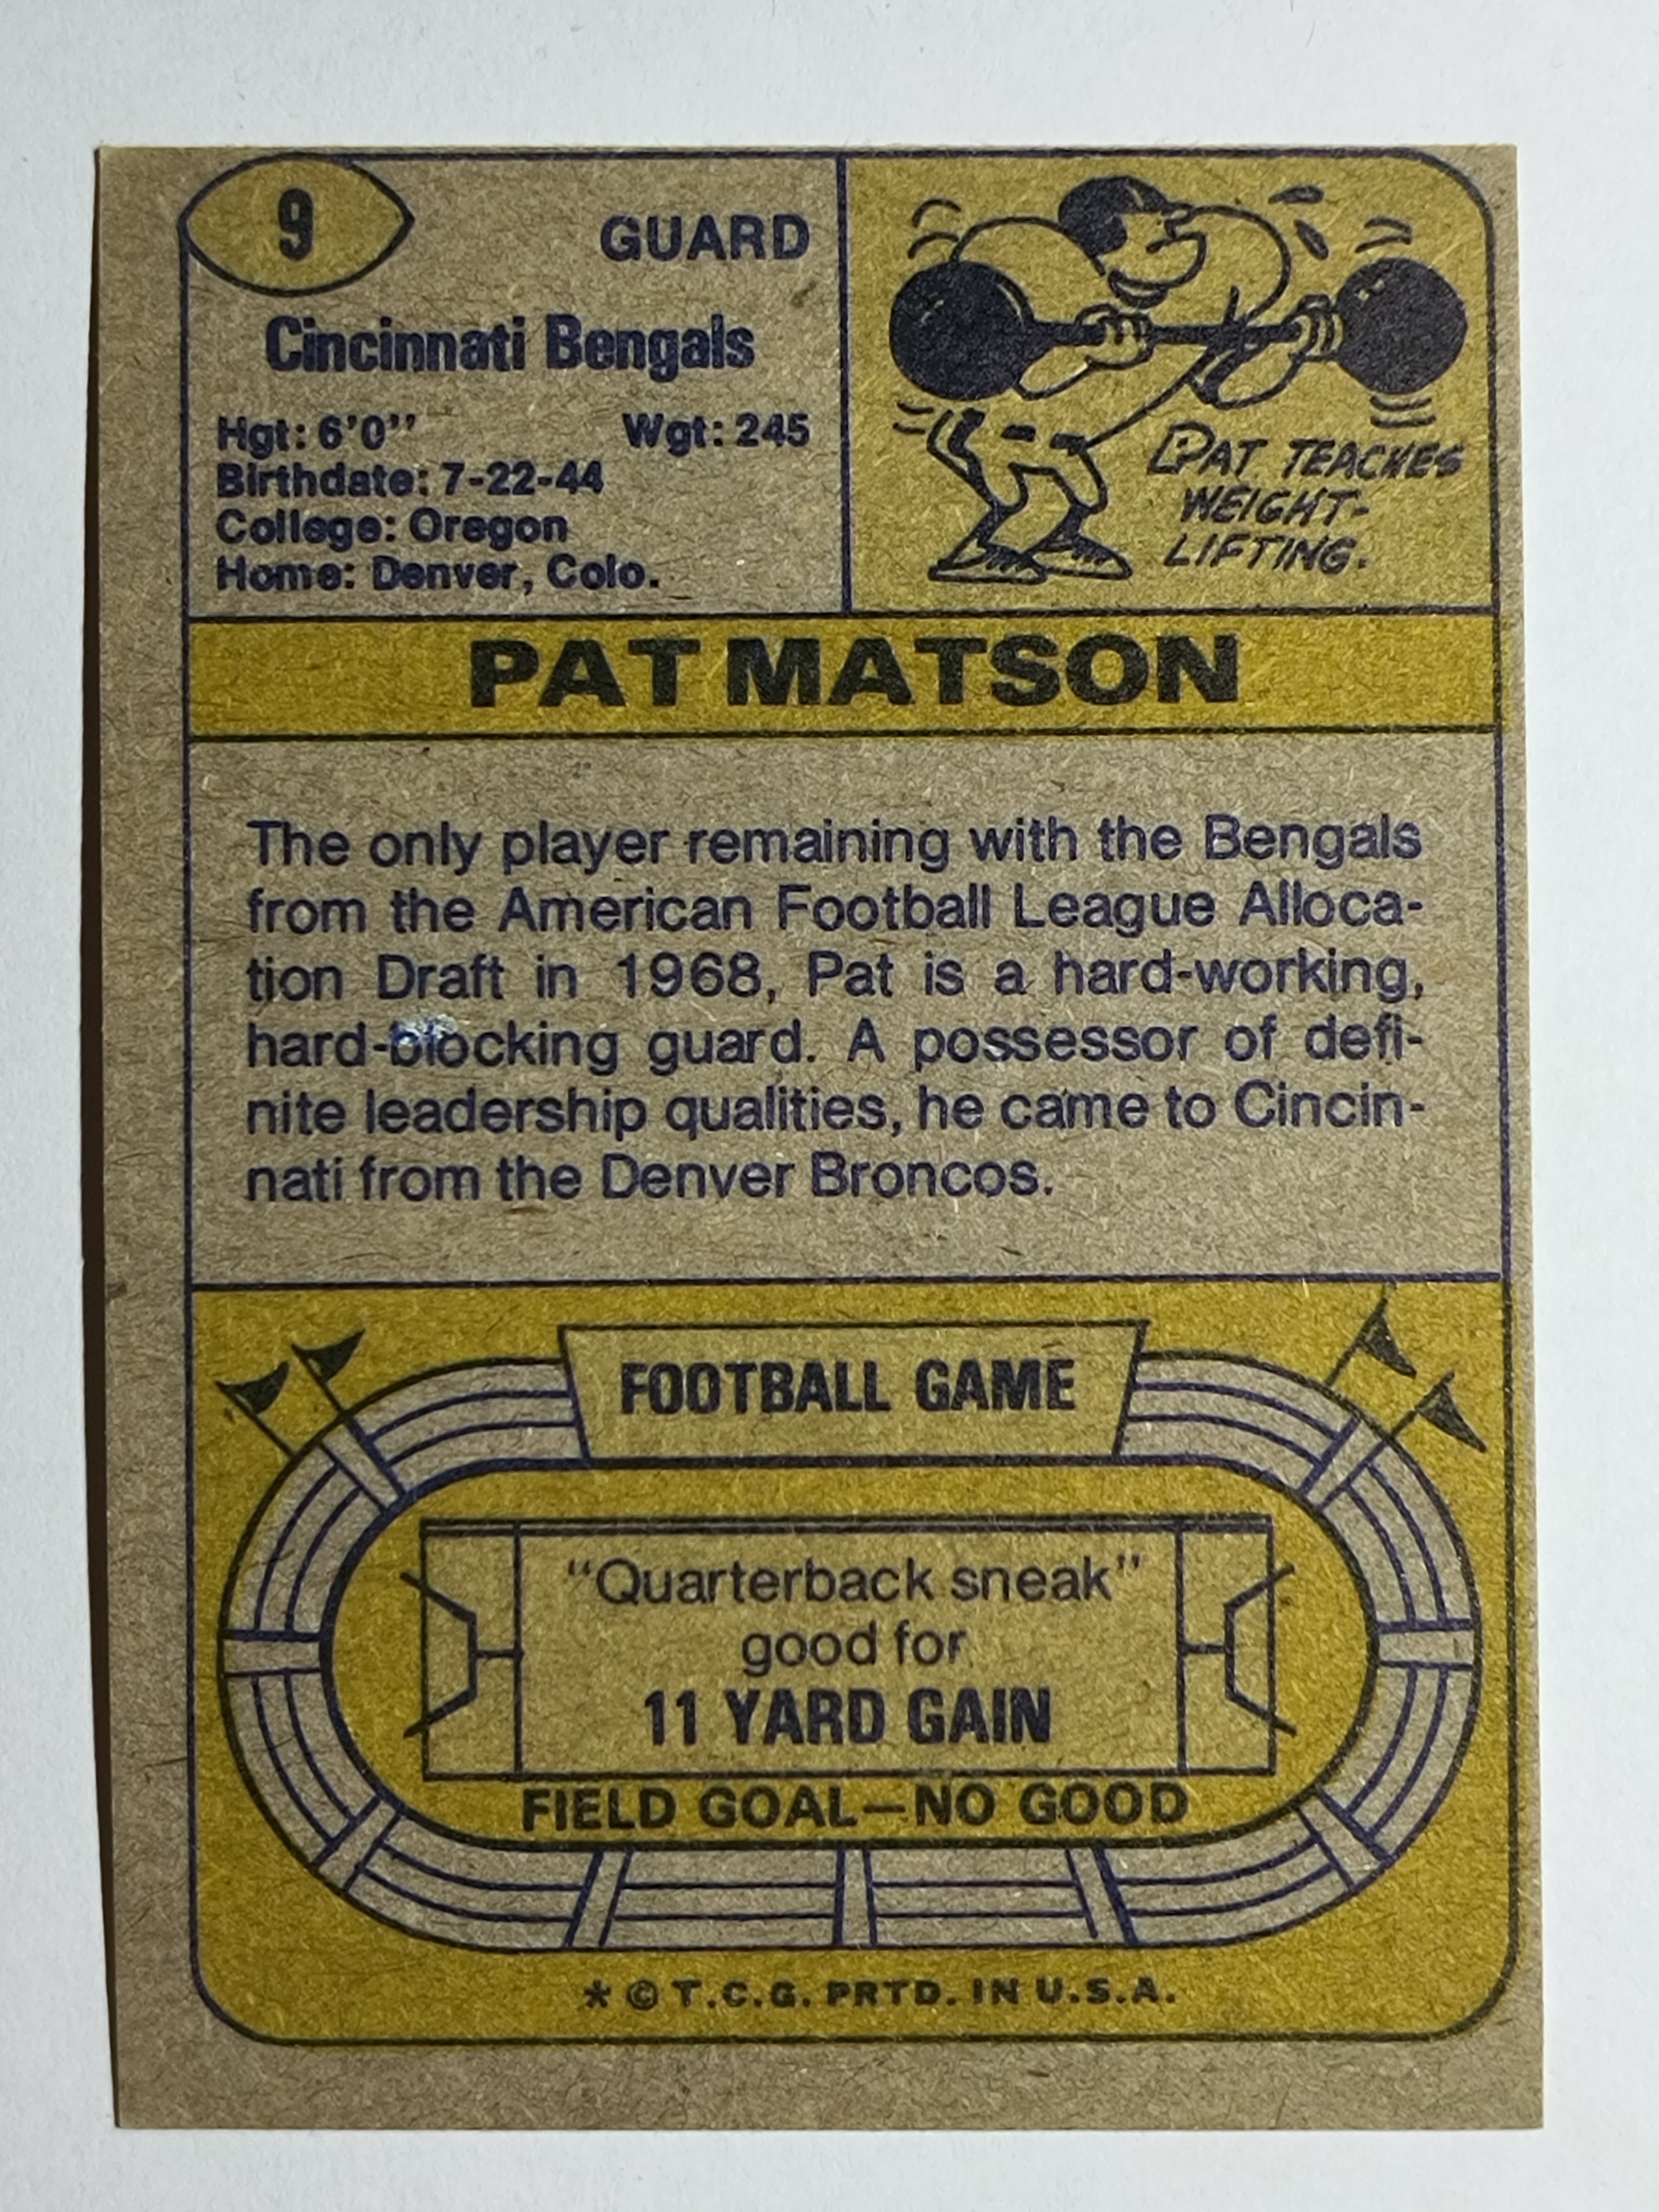 9
GUARD
Cincinnati Bengals
Hgt: 6'0" Wgt: 245
Birthdate: 7-22-44
College: Oregon
Home: Denver, Colo.
PAT TEACHES
WEIGHT-
LIFTING.
PAT MATSON
The only player remaining with the Bengals
from the American Football League Alloca-
tion Draft in 1968, Pat is a hard-working,
hard-blocking guard. A possessor of defi-
nite leadership qualities, he came to Cincin-
nati from the Denver Broncos.
FOOTBALL GAME
"Quarterback sneak"
good for
11 YARD GAIN
FIELD GOAL—NO GOOD
* © T.C.G. PRTD. IN U.S.A.